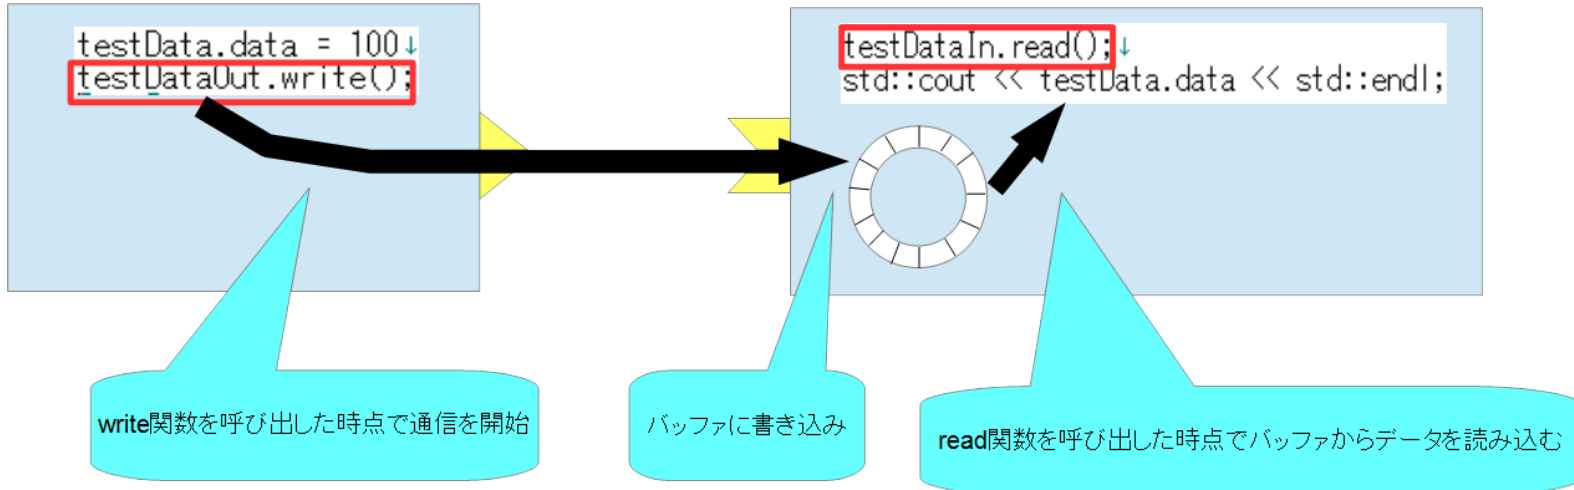 testData.data = 100↓
testDataOut.write();
testDataIn.read();↓
std::cout << testData.data << std::endl;
write関数を呼び出した時点で通信を開始
バッファに書き込み
read関数を呼び出した時点でバッファからデータを読み込む